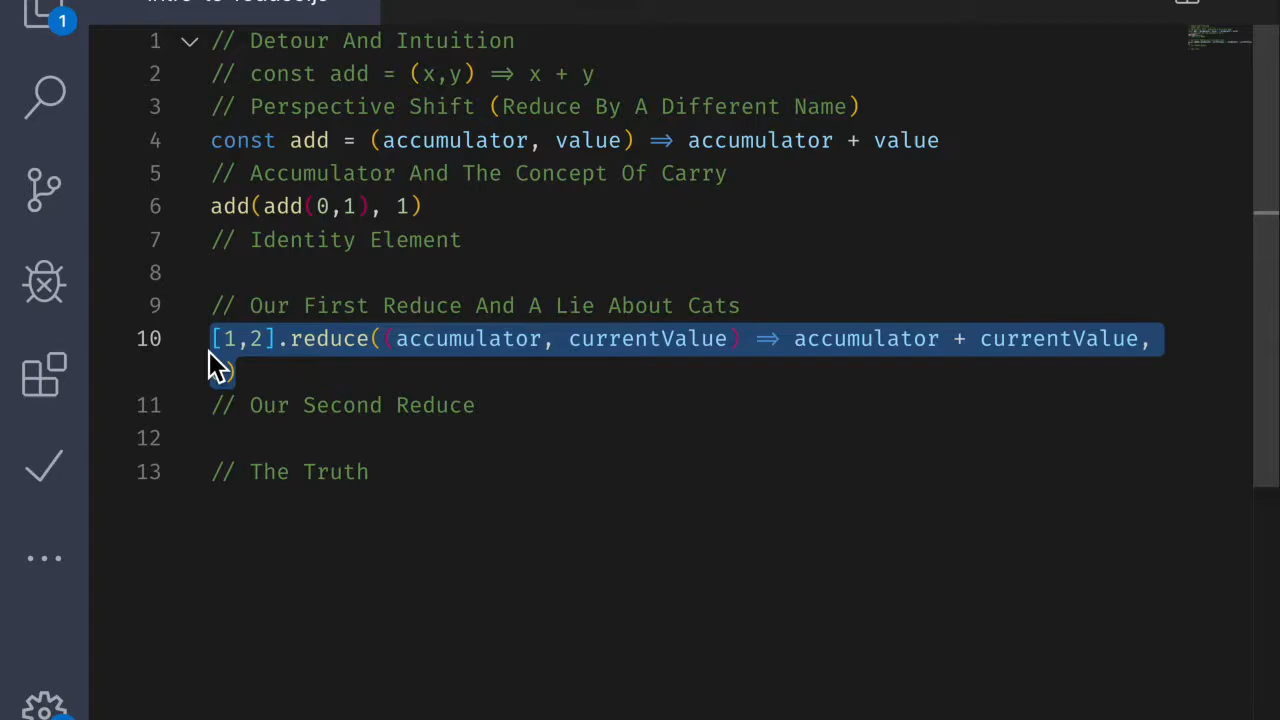 1
1 // Detour And Intuition
2 // const add = (x,y) => x + y
3 // Perspective Shift (Reduce By A Different Name)
4 const add = (accumulator, value) => accumulator + value
5 // Accumulator And The Concept Of Carry
6 add(add(0,1), 1)
7 // Identity Element
8
9 // Our First Reduce And A Lie About Cats
10 [1,2].reduce((accumulator, currentValue) => accumulator + currentValue,
)
11 // Our Second Reduce
12
13 // The Truth